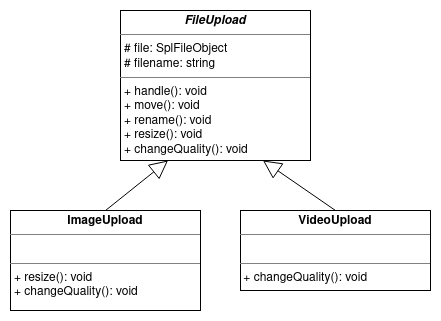 FileUpload
# file: SplFileObject
# filename: string
+ handle(): void
+ move(): void
+ rename(): void
+ resize(): void
+ changeQuality(): void
ImageUpload
+ resize(): void
+ changeQuality(): void
VideoUpload
+ changeQuality(): void